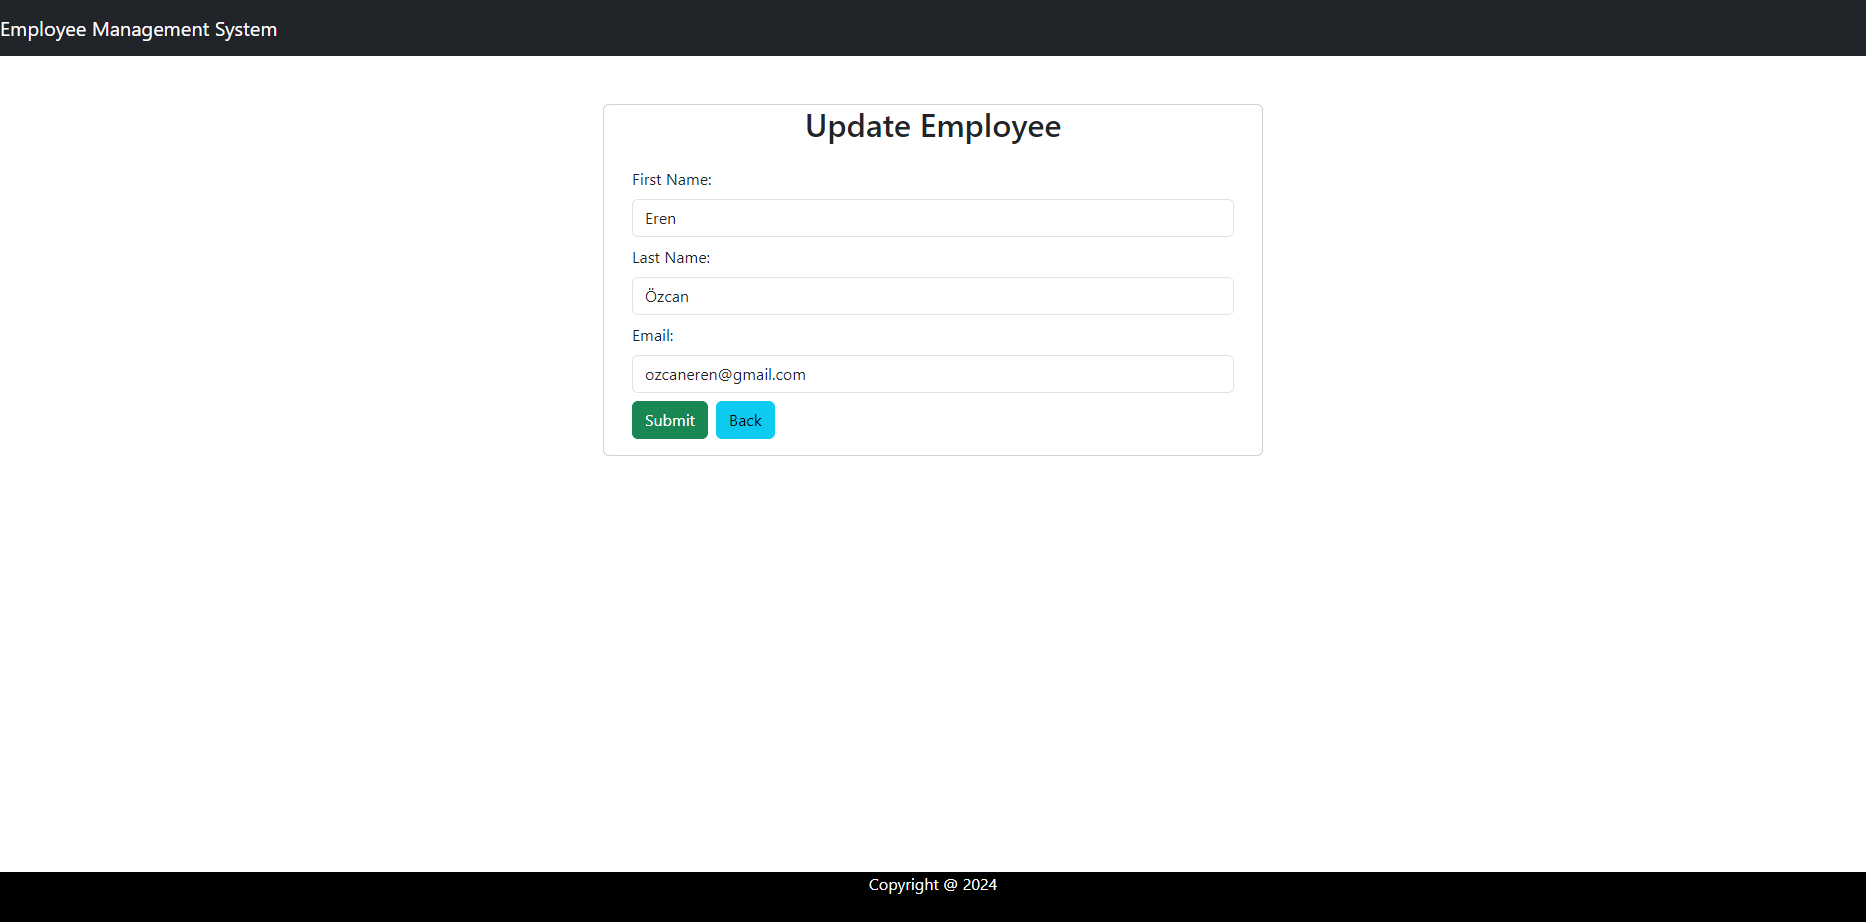 Employee Management System
Update Employee
First Name:
Eren
Last Name:
Özcan
Email:
ozcaneren@gmail.com
Submit Back
Copyright @ 2024